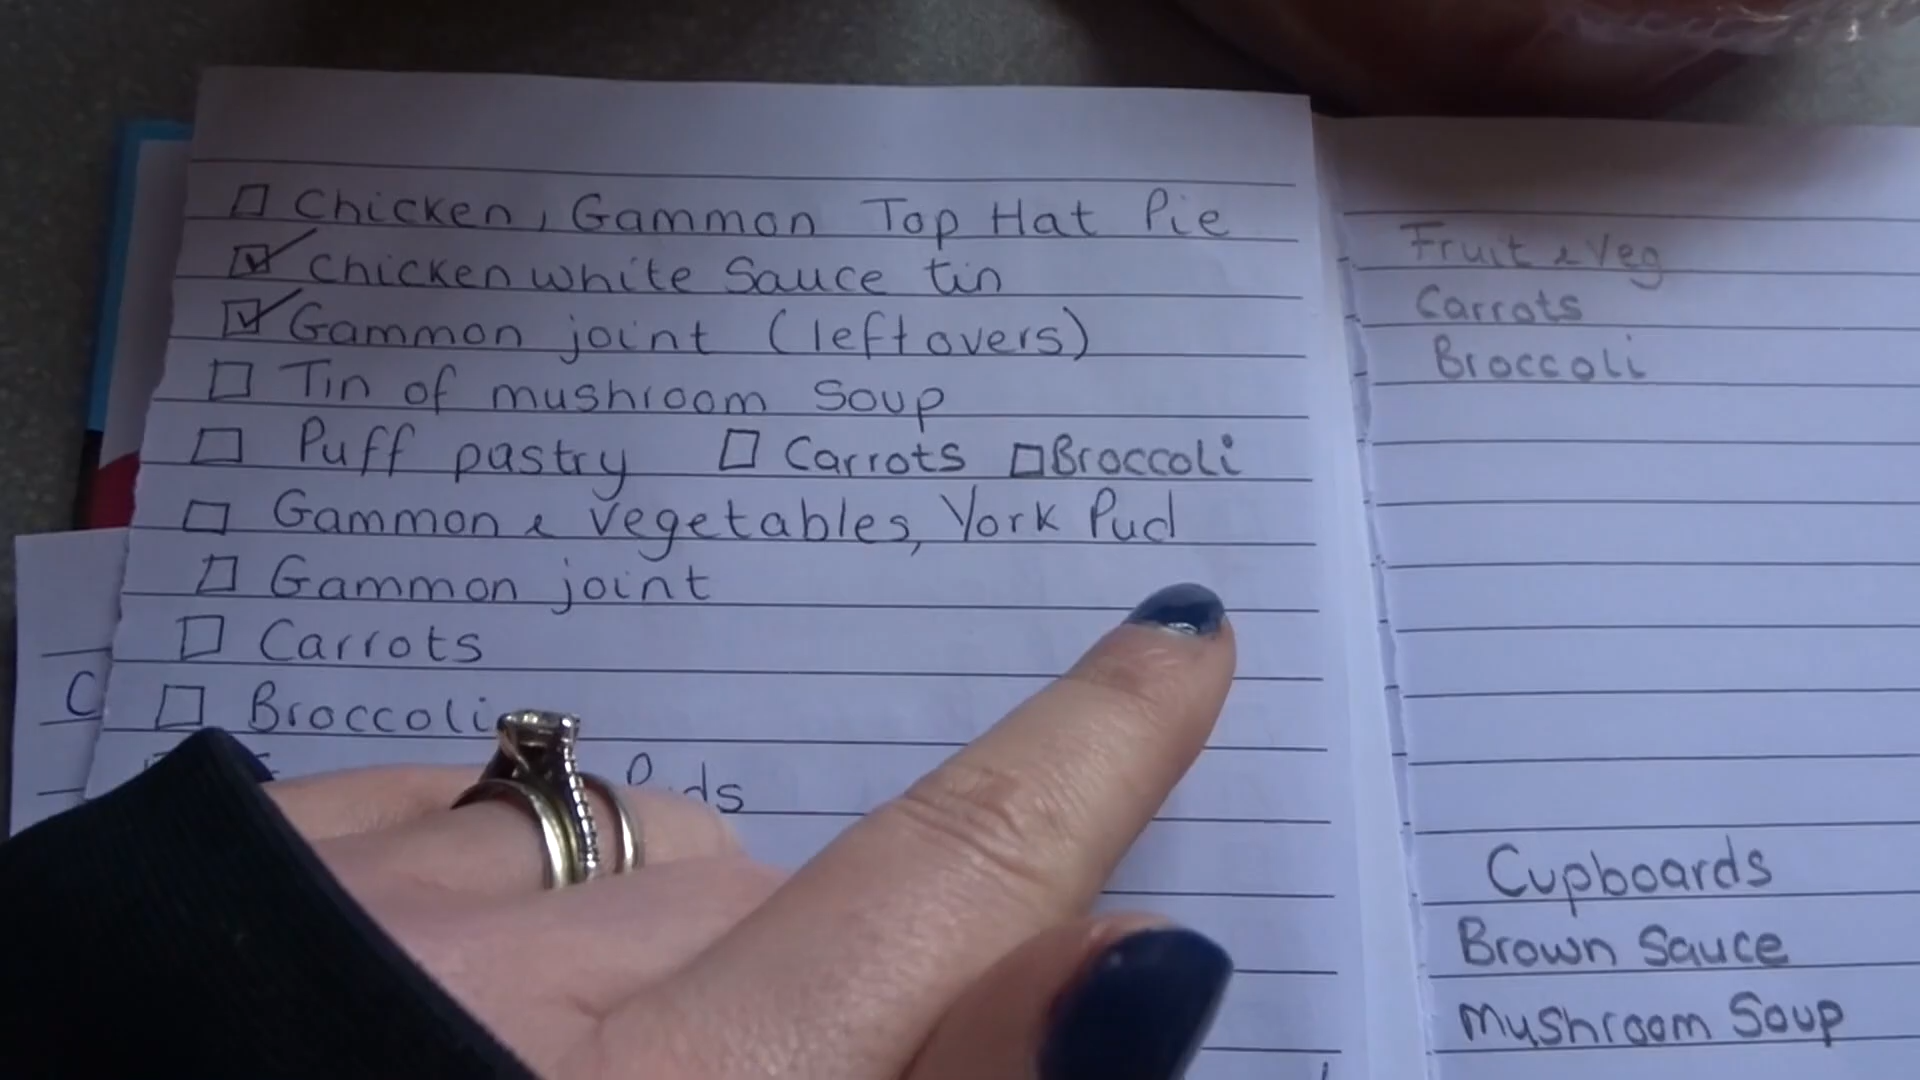 Chicken, Gammon Top Hat Pie
Chicken white Sauce tin
Gammon joint (leftovers)
Tin of mushroom Soup
Puff pastry Carrots Broccoli
Gammon & vegetables, York Pud
Gammon joint
Carrots
Broccoli
C
Fruit & Veg
Carrots
Broccoli
Cupboards
Brown Sauce
Mushroom Soup